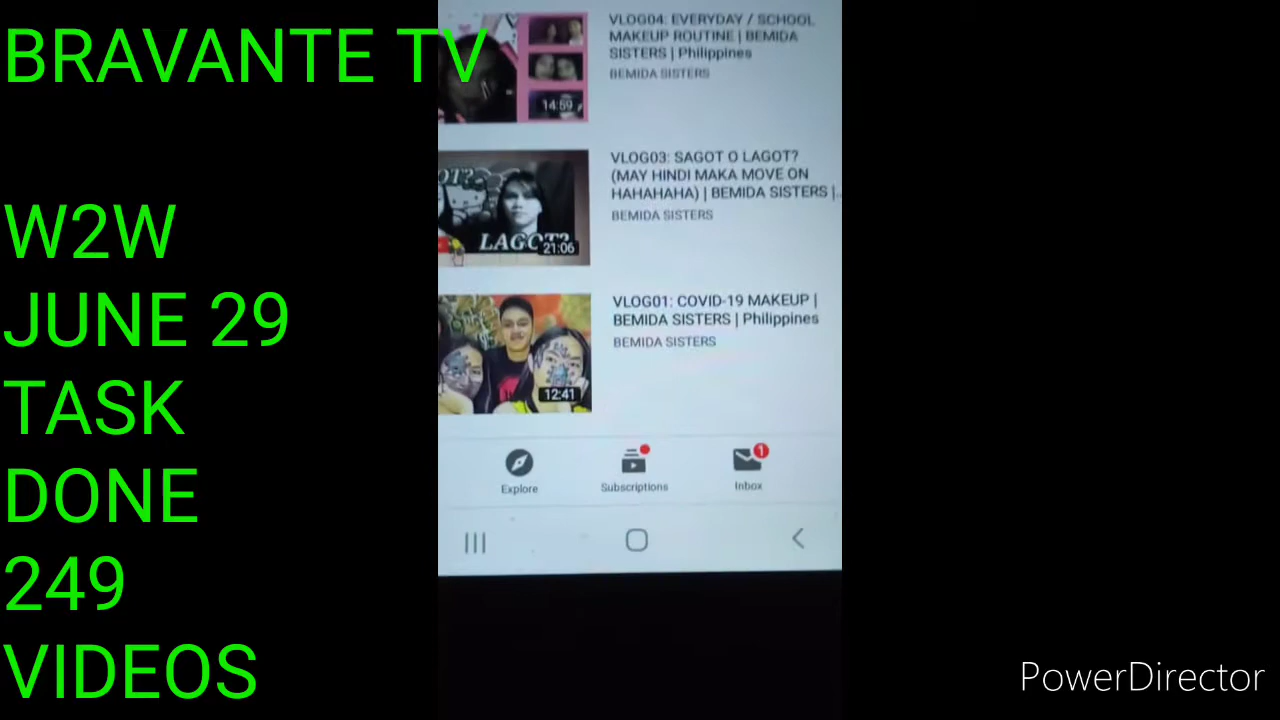 BRAVANTE TV
W2W
JUNE 29
TASK
DONE
249
VIDEOS
VLOG04: EVERYDAY / SCHOOL
MAKEUP ROUTINE | BEMIDA
SISTERS | Philippines
BEMIDA SISTERS
14:59
VLOG03: SAGOT O LAGOT?
(MAY HINDI MAKA MOVE ON
HAHAHAHA) | BEMIDA SISTERS |...
BEMIDA SISTERS
OT?
LAGOT?
21:06
VLOG01: COVID-19 MAKEUP |
BEMIDA SISTERS | Philippines
BEMIDA SISTERS
12:41
Explore
Subscriptions
Inbox
1
PowerDirector